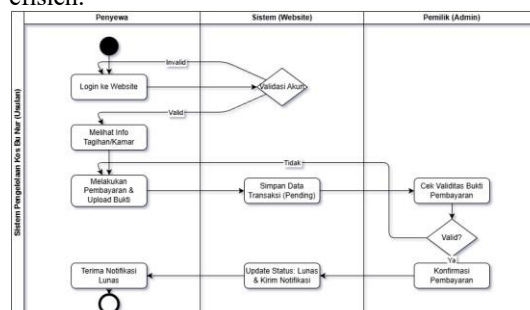 efisien.
Penyewa
Sistem (Website)
Pemilik (Admin)
Sistem Pengelolaan Kos Bu Nur (Usulan)
Invalid
Login ke Website
Validasi Akun
Valid
Melihat Info
Tagihan/Kamar
Tidak
Melakukan
Pembayaran &
Upload Bukti
Simpan Data
Transaksi (Pending)
Cek Validitas Bukti
Pembayaran
Valid?
Ya
Terima Notifikasi
Lunas
Update Status: Lunas
& Kirim Notifikasi
Konfirmasi
Pembayaran